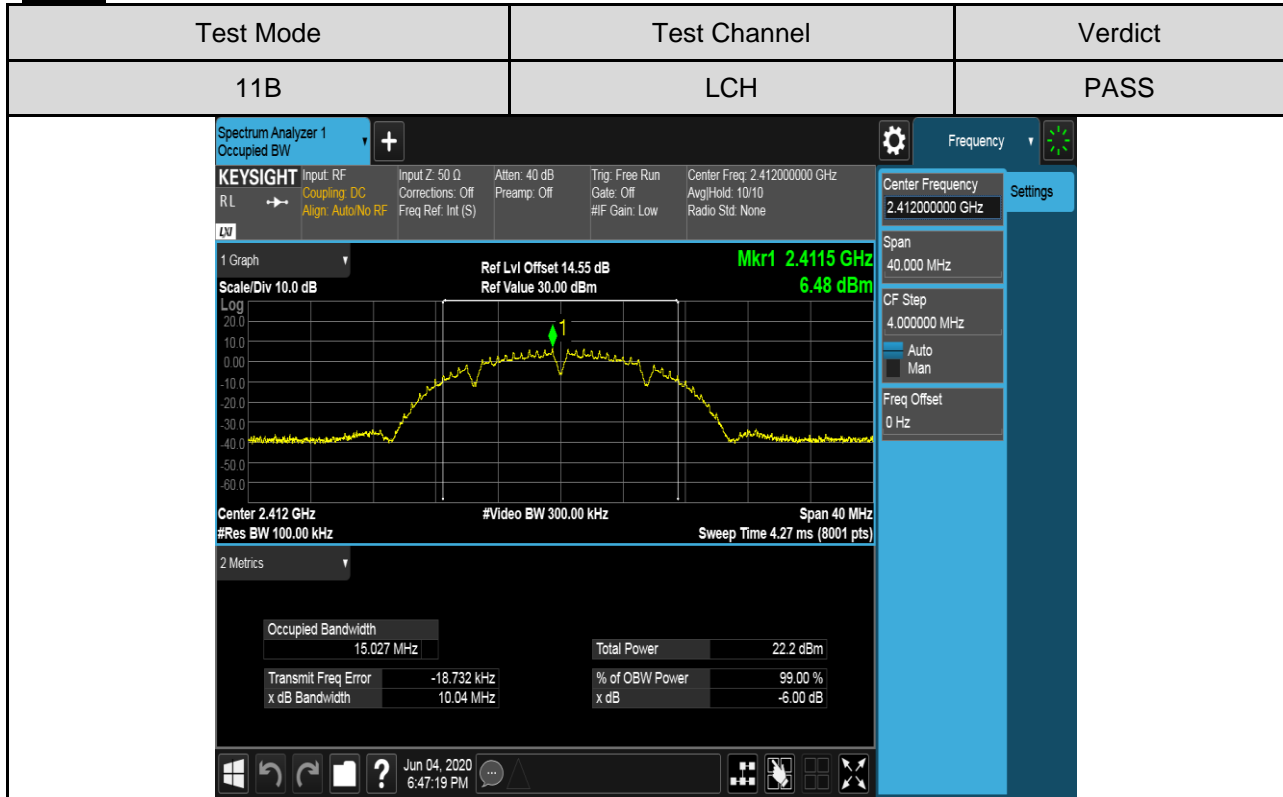 Test Mode Test Channel Verdict
11B LCH PASS
Spectrum Analyzer 1
Occupied BW
+
Frequency
KEYSIGHT
RL
LXI
Input: RF
Coupling: DC
Align: Auto/No RF
Input Z: 50 Ω
Corrections: Off
Freq Ref: Int (S)
Atten: 40 dB
Preamp: Off
Trig: Free Run
Gate: Off
#IF Gain: Low
Center Freq: 2.412000000 GHz
Avg|Hold: 10/10
Radio Std: None
Center Frequency
2.412000000 GHz
Settings
Span
40.000 MHz
CF Step
4.000000 MHz
Auto
Man
Freq Offset
0 Hz
1 Graph
Scale/Div 10.0 dB
Ref Lvl Offset 14.55 dB
Ref Value 30.00 dBm
Mkr1 2.4115 GHz
6.48 dBm
Log
20.0
10.0
0.00
-10.0
-20.0
-30.0
-40.0
-50.0
-60.0
1
Center 2.412 GHz #Video BW 300.00 kHz Span 40 MHz
#Res BW 100.00 kHz Sweep Time 4.27 ms (8001 pts)
2 Metrics
Occupied Bandwidth
15.027 MHz
Total Power 22.2 dBm
Transmit Freq Error -18.732 kHz % of OBW Power 99.00 %
x dB Bandwidth 10.04 MHz x dB -6.00 dB
?
Jun 04, 2020
6:47:19 PM